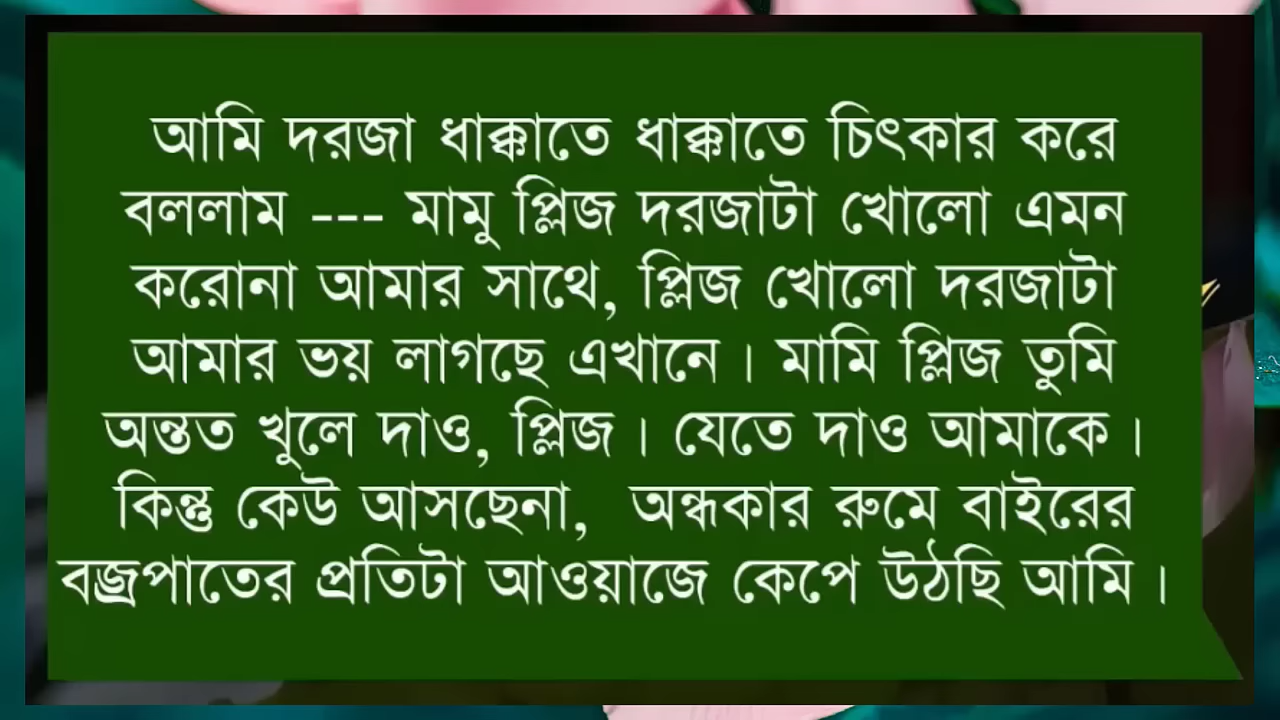 আমি দরজা ধাক্কাতে ধাক্কাতে চিৎকার করে
বললাম --- মামু প্লিজ দরজাটা খোলো এমন
করোনা আমার সাথে, প্লিজ খোলো দরজাটা
আমার ভয় লাগছে এখানে । মামি প্লিজ তুমি
অন্তত খুলে দাও, প্লিজ । যেতে দাও আমাকে ।
কিন্তু কেউ আসছেনা, অন্ধকার রুমে বাইরের
বজ্রপাতের প্রতিটা আওয়াজে কেপে উঠছি আমি ।